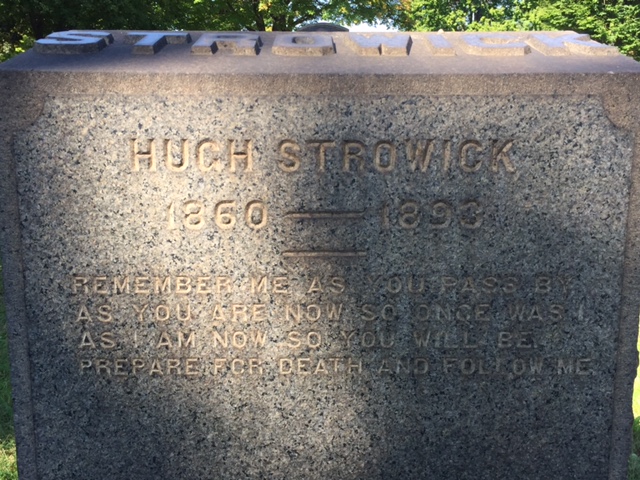 STROWICK
HUGH STROWICK
1860 — 1893
REMEMBER ME AS YOU PASS BY
AS YOU ARE NOW SO ONCE WAS I
AS I AM NOW SO YOU WILL BE.
PREPARE FOR DEATH AND FOLLOW ME